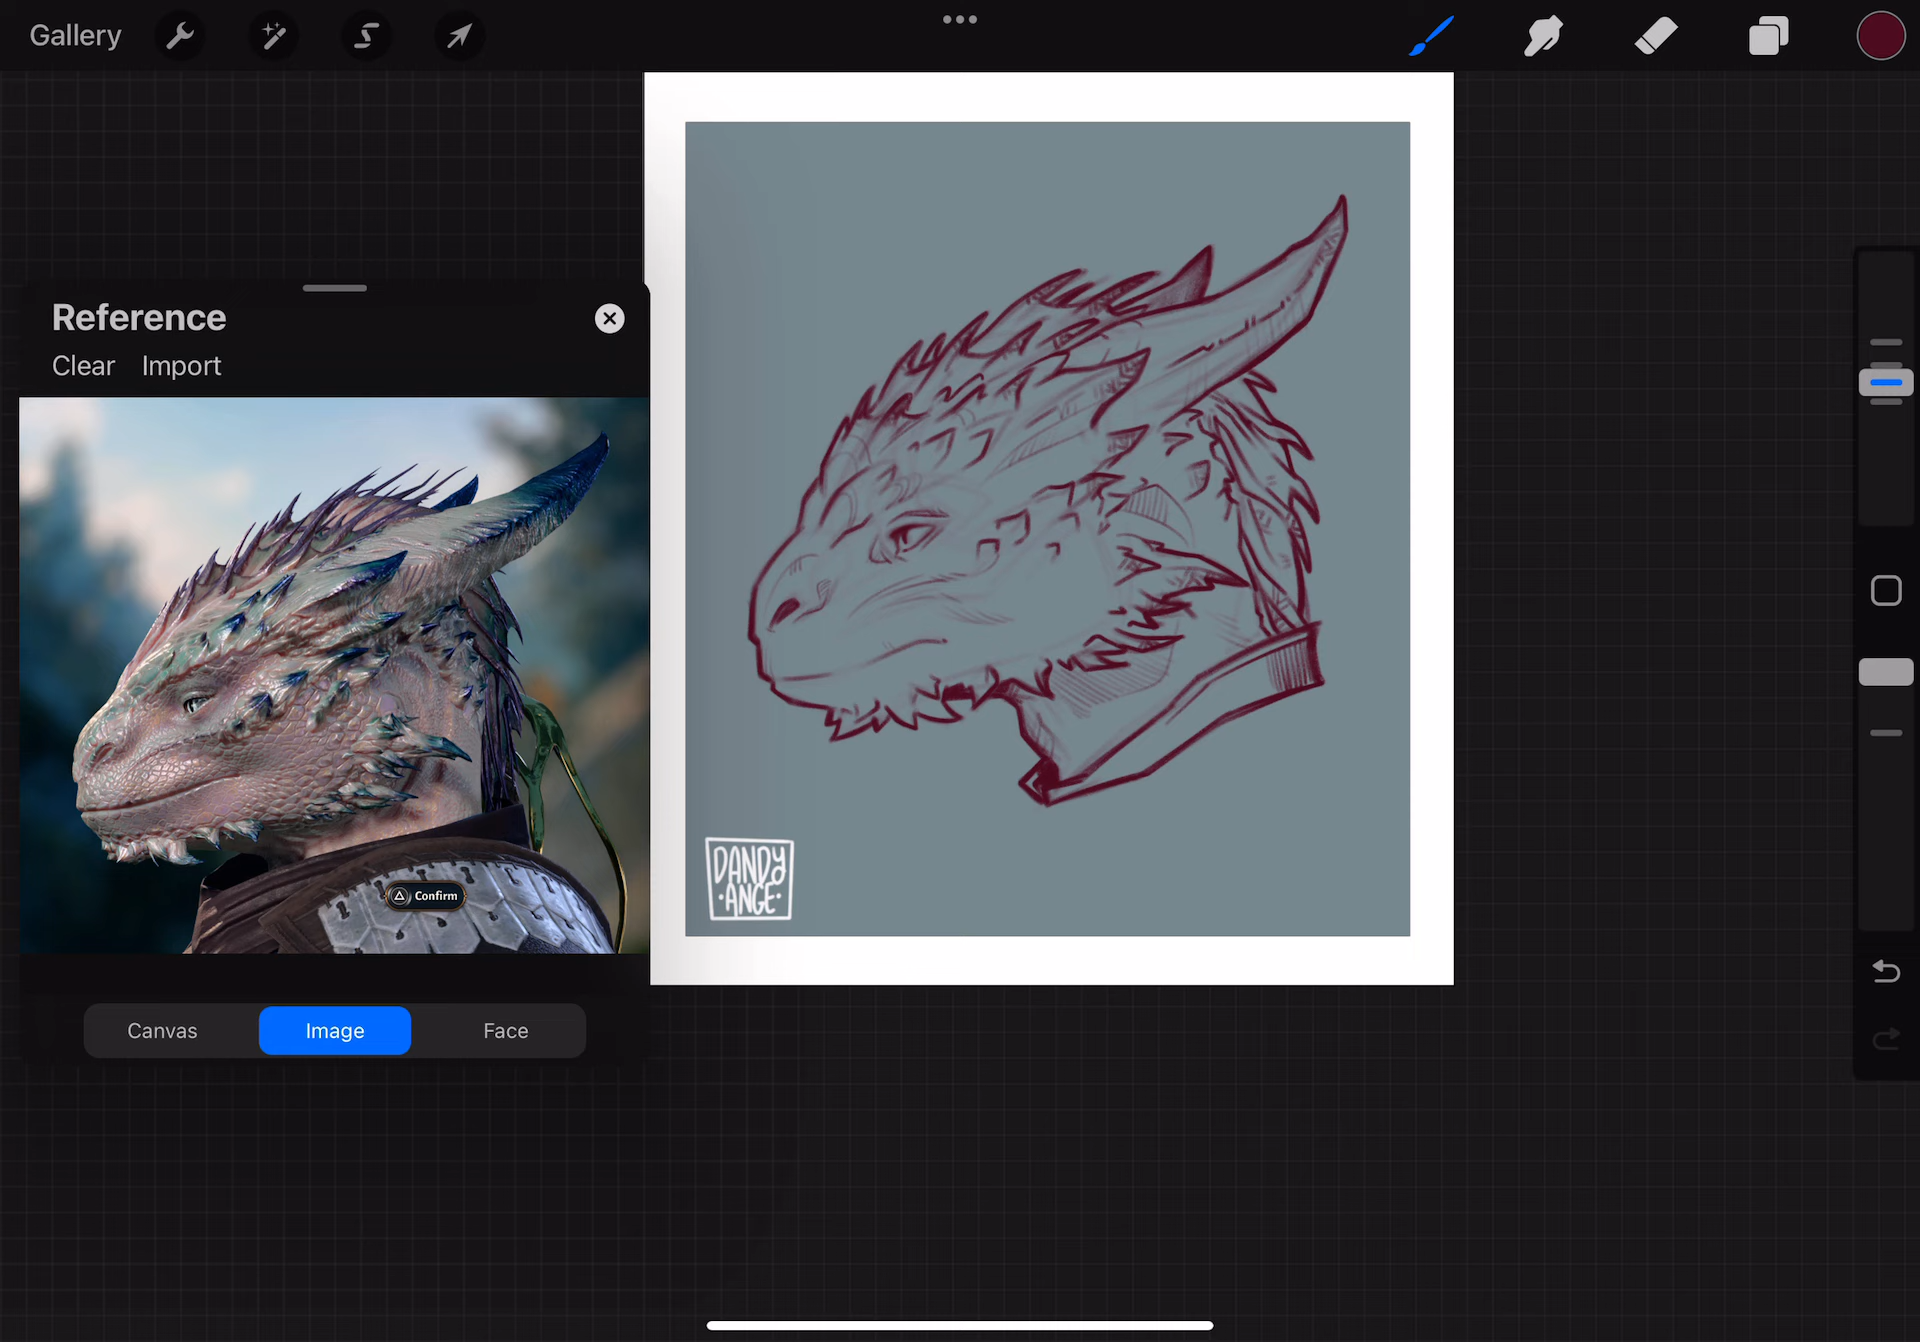 Gallery
Reference
Clear Import
Confirm
Canvas Image Face
DANDY
·ANGE·